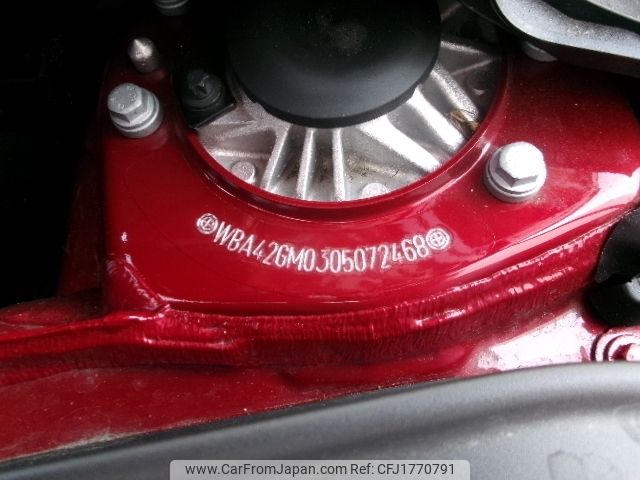 WBA42GM0305072468
www.CarFromJapan.com REF CFJ1770791